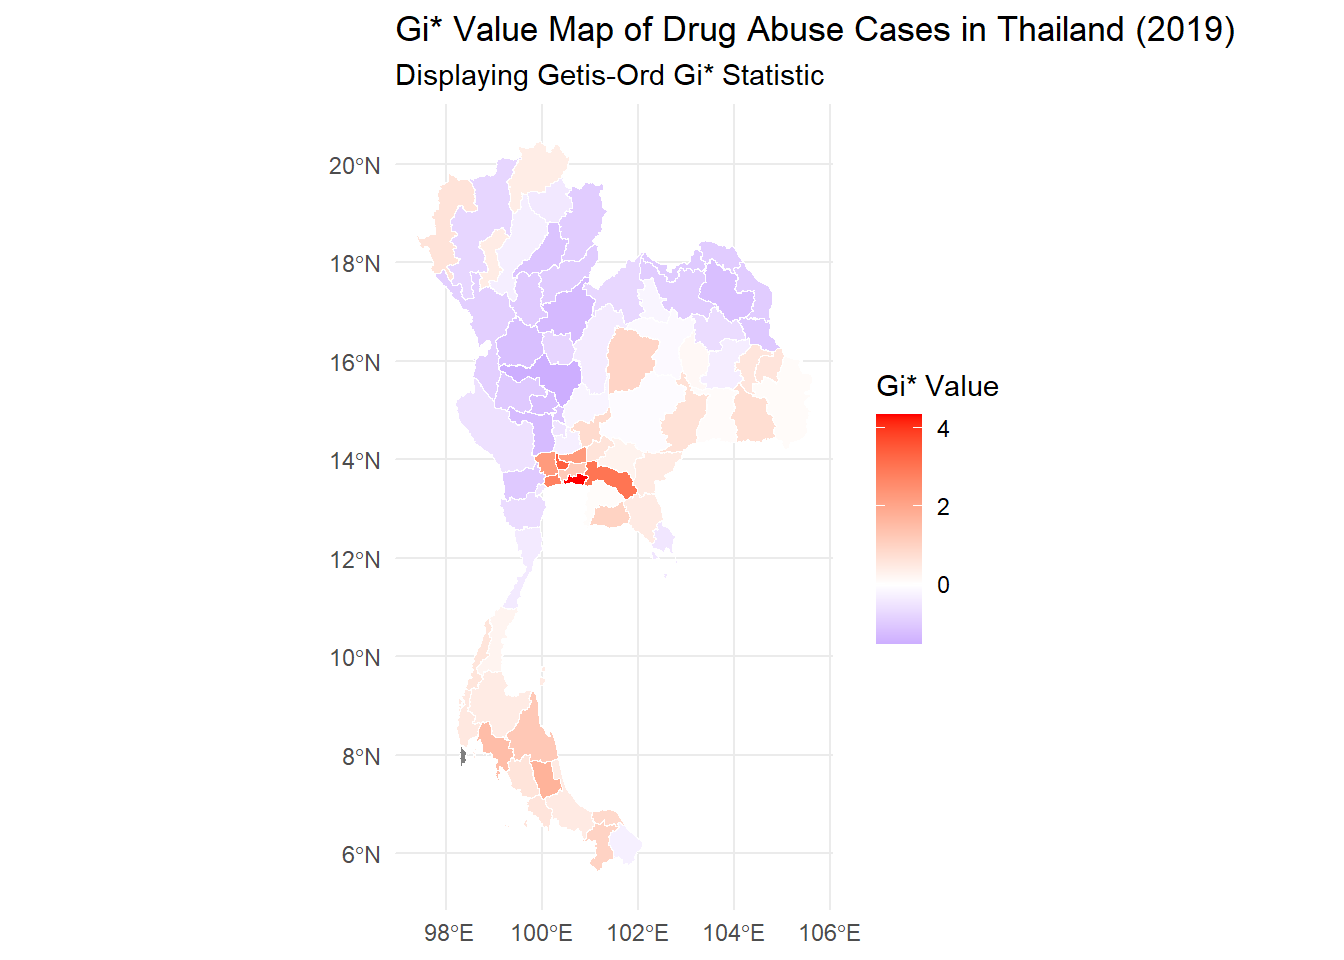 Gi* Value Map of Drug Abuse Cases in Thailand (2019)
Displaying Getis-Ord Gi* Statistic
20°N
18°N
16°N
14°N
12°N
10°N
8°N
6°N
98°E 100°E 102°E 104°E 106°E
Gi* Value
4
2
0